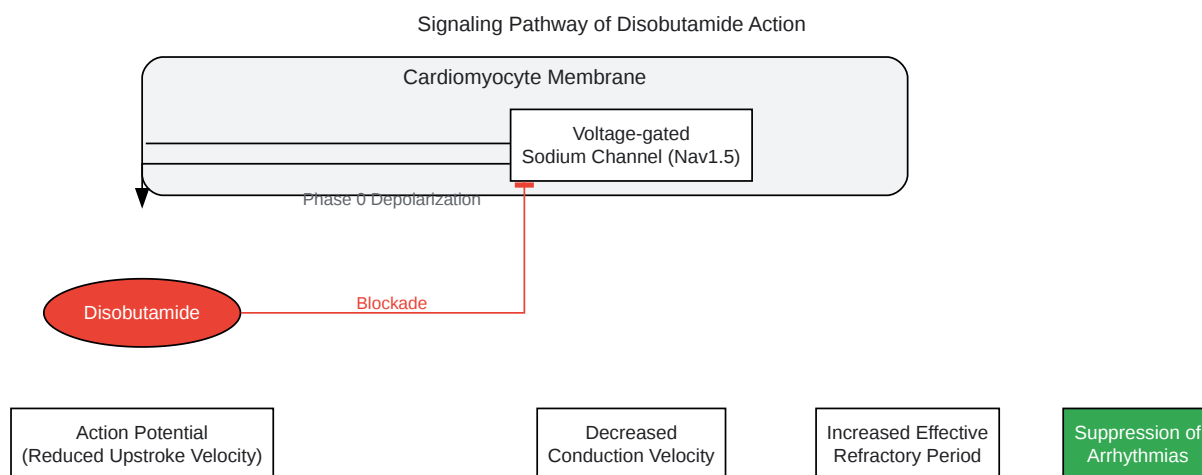 Signaling Pathway of Disobutamide Action
Cardiomyocyte Membrane
Voltage-gated
Sodium Channel (Nav1.5)
Phase 0 Depolarization
Blockade
Disobutamide
Action Potential
(Reduced Upstroke Velocity)
Decreased
Conduction Velocity
Increased Effective
Refractory Period
Suppression of
Arrhythmias